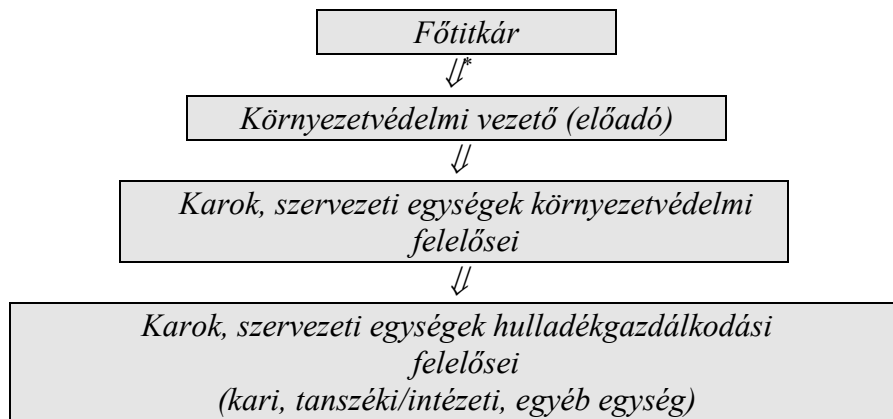 Főtitkár
⇓*
Környezetvédelmi vezető (előadó)
⇓
Karok, szervezeti egységek környezetvédelmi
felelősei
⇓
Karok, szervezeti egységek hulladékgazdálkodási
felelősei
(kari, tanszéki/intézeti, egyéb egység)